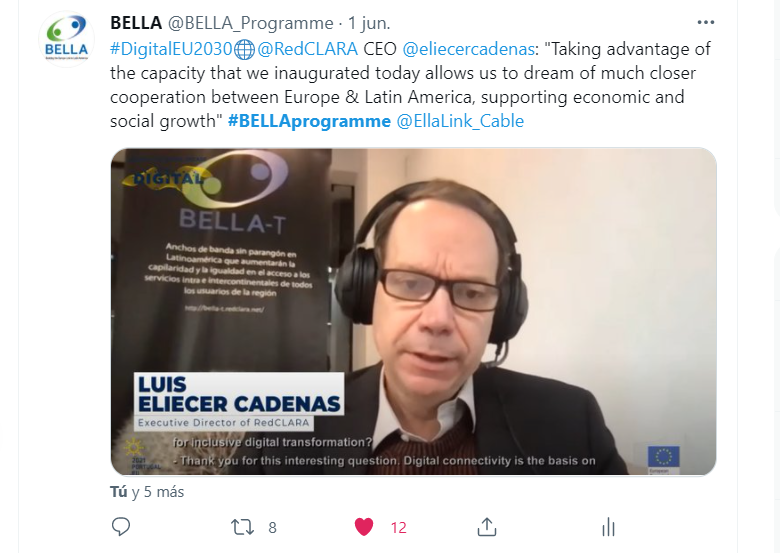 BELLA @BELLA_Programme · 1 jun.
BELLA
#DigitalEU2030 @RedCLARA CEO @eliecercadenas: "Taking advantage of
the capacity that we inaugurated today allows us to dream of much closer
cooperation between Europe & Latin America, supporting economic and
social growth" #BELLAprogramme @EllaLink_Cable
DIGITAL
BELLA-T
Anchos de banda sin parangón en
Latinoamérica que aumentarán la
capilaridad y la igualdad en el acceso a los
servicios intra e intercontinentales de todos
los usuarios de la región
http://bella-t.redclara.net/
LUIS
ELIECER CADENAS
Executive Director of RedCLARA
for inclusive digital transformation?
- Thank you for this interesting question. Digital connectivity is the basis on
2021
PORTUGAL
European
Tú y 5 más
8
12